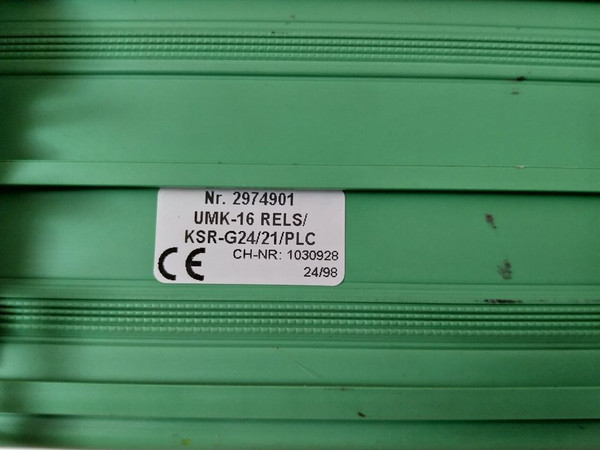 Nr. 2974901
UMK-16 RELS/
KSR-G24/21/PLC
CH-NR: 1030928
CE
24/98